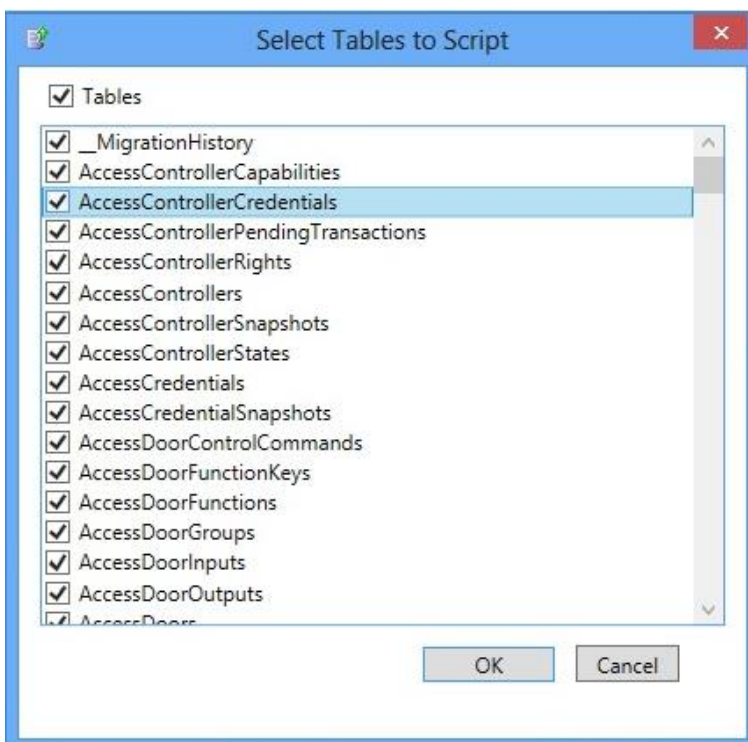 Select Tables to Script
Tables
__MigrationHistory
AccessControllerCapabilities
AccessControllerCredentials
AccessControllerPendingTransactions
AccessControllerRights
AccessControllers
AccessControllerSnapshots
AccessControllerStates
AccessCredentials
AccessCredentialSnapshots
AccessDoorControlCommands
AccessDoorFunctionKeys
AccessDoorFunctions
AccessDoorGroups
AccessDoorInputs
AccessDoorOutputs
AccessDoors
OK Cancel